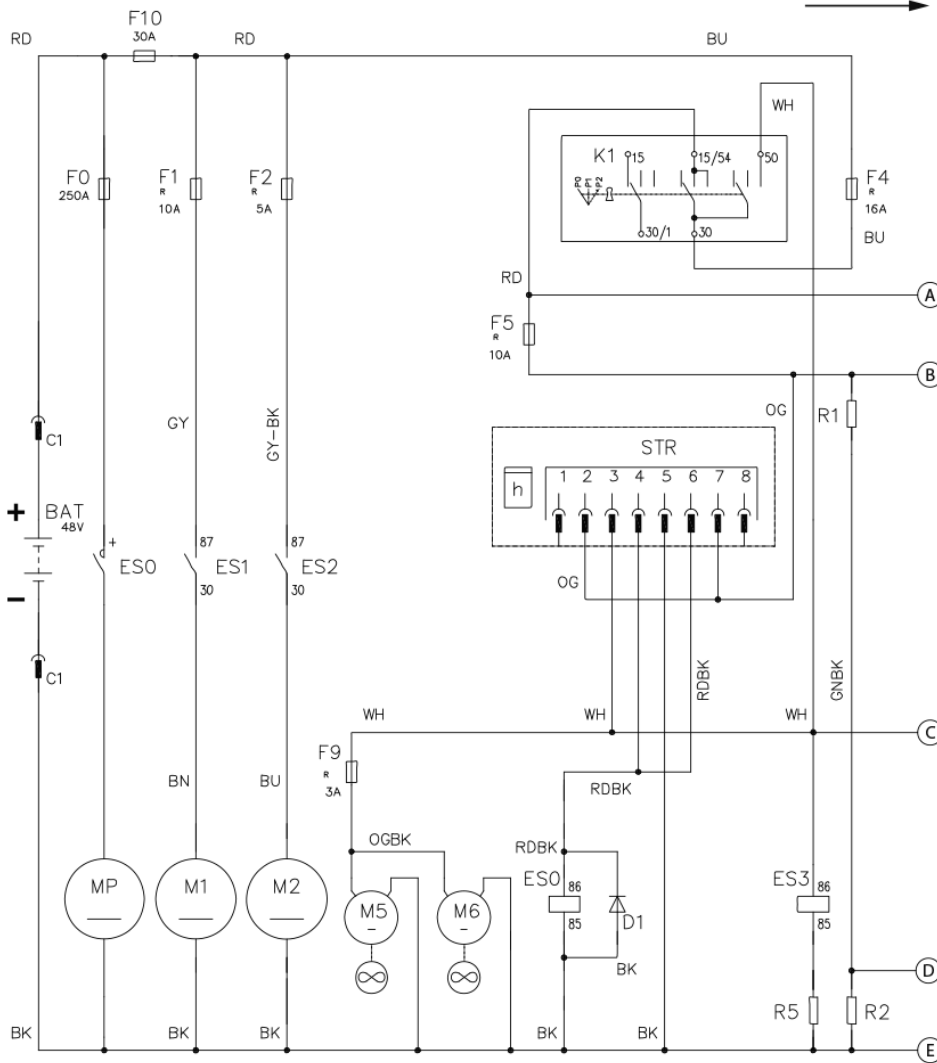 F10
30A
RD
RD
BU
WH
K1
15
15/54
50
P0
P1
P2
30/1
30
F0
250A
F1
R
10A
F2
R
5A
F4
R
16A
BU
RD
A
F5
R
10A
B
C1
GY
GY-BK
OG
R1
STR
h
1 2 3 4 5 6 7 8
+
BAT
48V
-
+
ES0
87
ES1
30
87
ES2
30
OG
C1
RDBK
GNBK
WH
WH
WH
C
F9
R
3A
BN
BU
RDBK
OGBK
RDBK
MP
M1
M2
M5
-
M6
-
ES0
86
85
D1
ES3
86
85
BK
D
R5
R2
BK
BK
BK
BK
BK
E